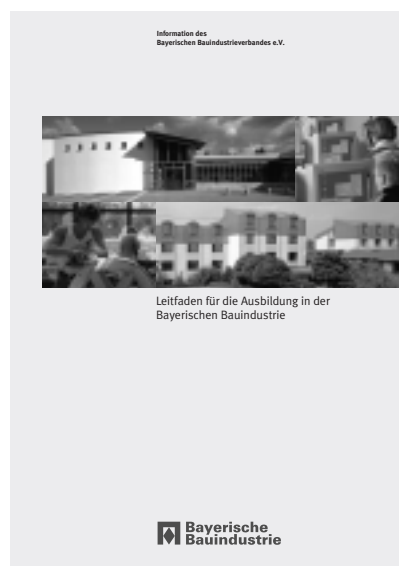 Information des
Bayerischen Bauindustrieverbandes e.V.
Leitfaden für die Ausbildung in der
Bayerischen Bauindustrie
Bayerische
Bauindustrie